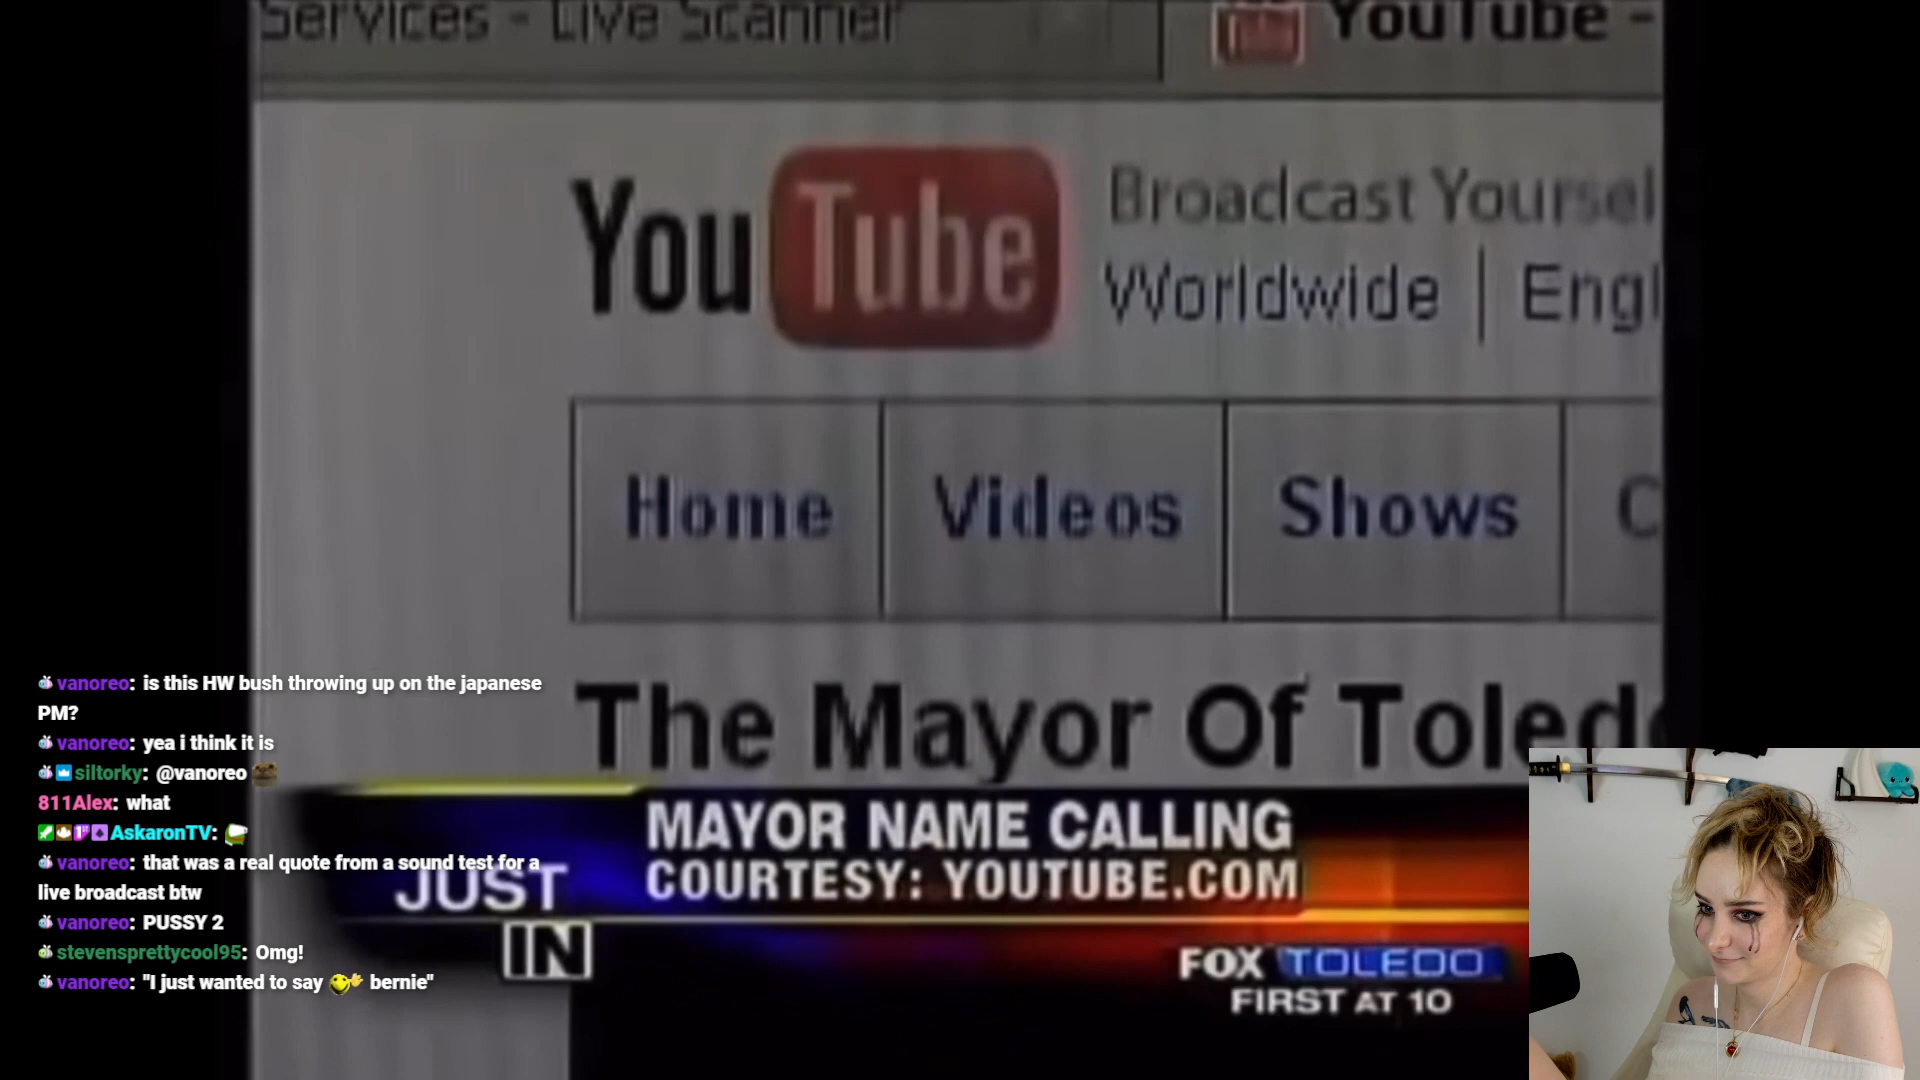 Services - Live Scanner
YouTube -
YouTube
Broadcast Yoursel
Worldwide | Engl
Home
Videos
Shows
C
The Mayor Of Toledo
vanoreo: is this HW bush throwing up on the japanese
PM?
vanoreo: yea i think it is
siltorky: @vanoreo
811Alex: what
AskaronTV:
vanoreo: that was a real quote from a sound test for a
live broadcast btw
vanoreo: PUSSY 2
stevensprettycool95: Omg!
vanoreo: "I just wanted to say bernie"
JUST
IN
MAYOR NAME CALLING
COURTESY: YOUTUBE.COM
FOX TOLEDO
FIRST AT 10